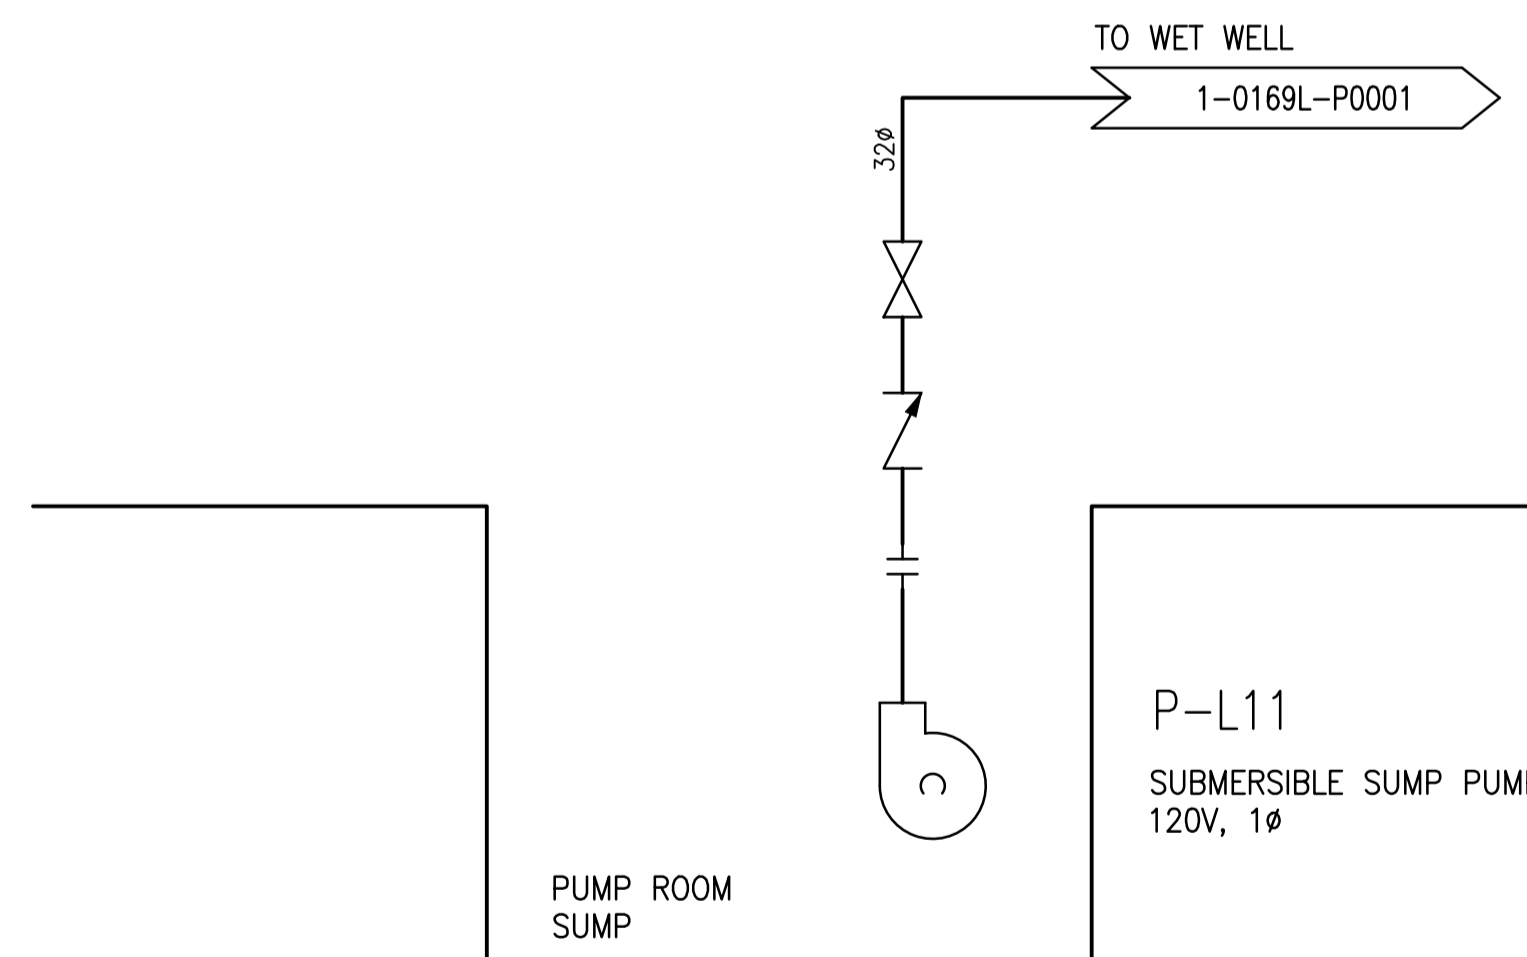 TO WET WELL
1-0169L-P0001
32ø
P-L11
SUBMERSIBLE SUMP
120V, 1ø
PUMP ROOM
SUMP